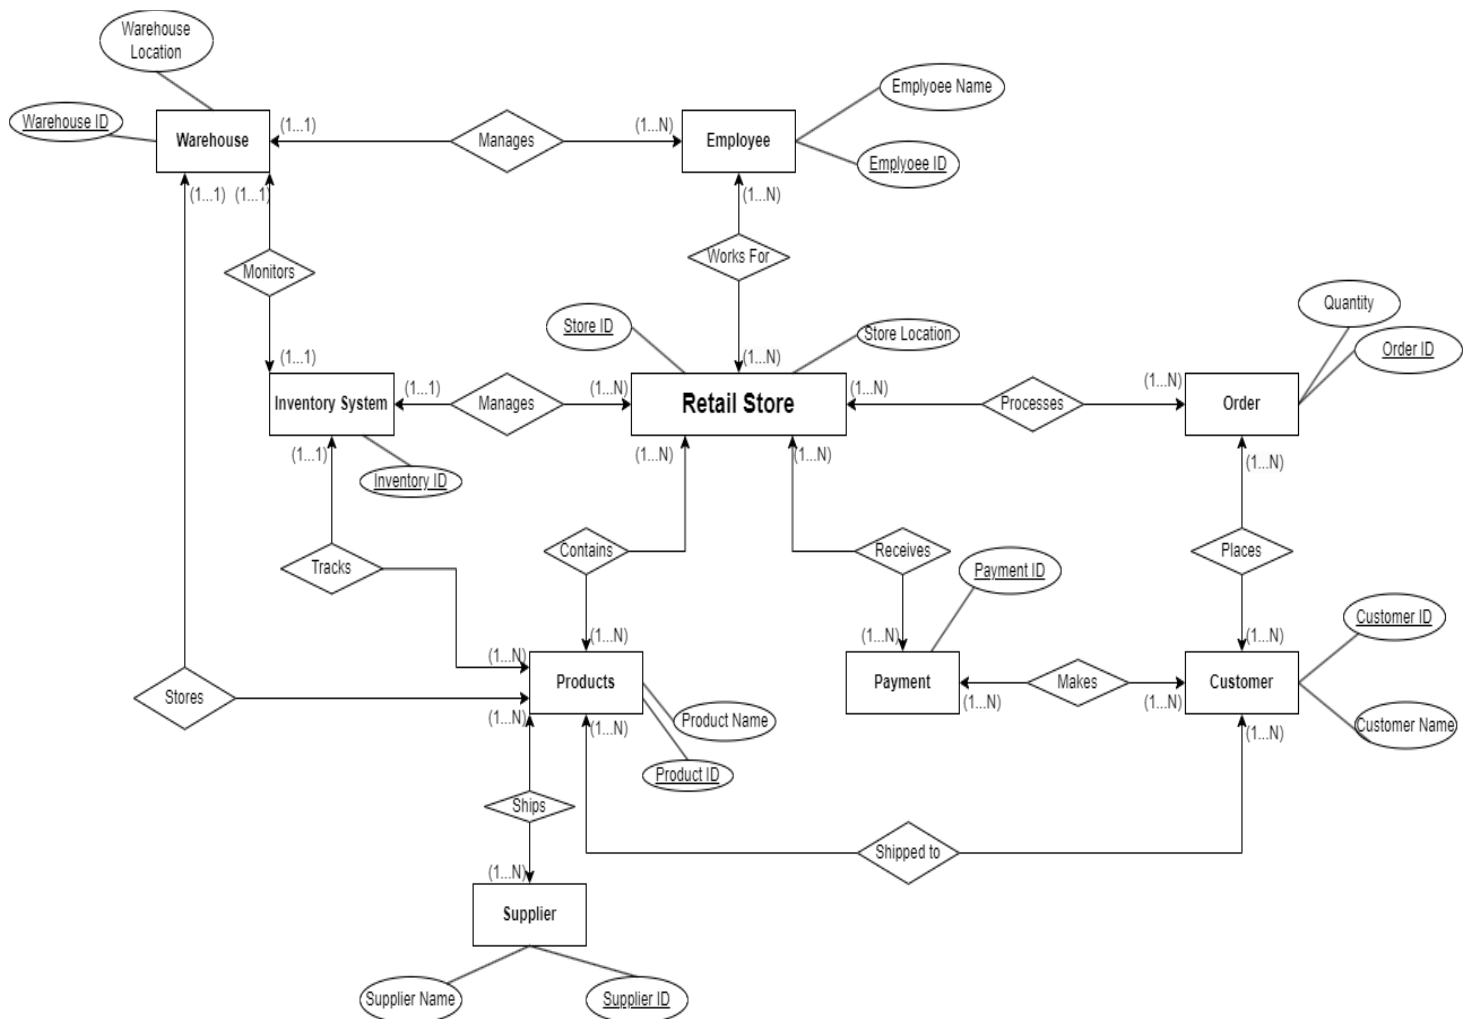 Warehouse
Location
Warehouse ID
Warehouse
(1...1)
Manages
(1...N)
Employee
Emplyoee Name
Emplyoee ID
(1...1)
(1...1)
(1...N)
Monitors
Works For
Store ID
Store Location
Quantity
Order ID
(1...1)
(1...N)
Inventory System
(1...1)
Manages
(1...N)
Retail Store
(1...N)
Processes
(1...N)
Order
(1...1)
Inventory ID
(1...N)
(1...N)
(1...N)
Tracks
Contains
Receives
Payment ID
Places
Customer ID
(1...N)
(1...N)
(1...N)
(1...N)
Stores
Products
Product Name
Product ID
Payment
(1...N)
Makes
(1...N)
Customer
Customer Name
(1...N)
(1...N)
(1...N)
Ships
Shipped to
(1...N)
Supplier
Supplier Name
Supplier ID